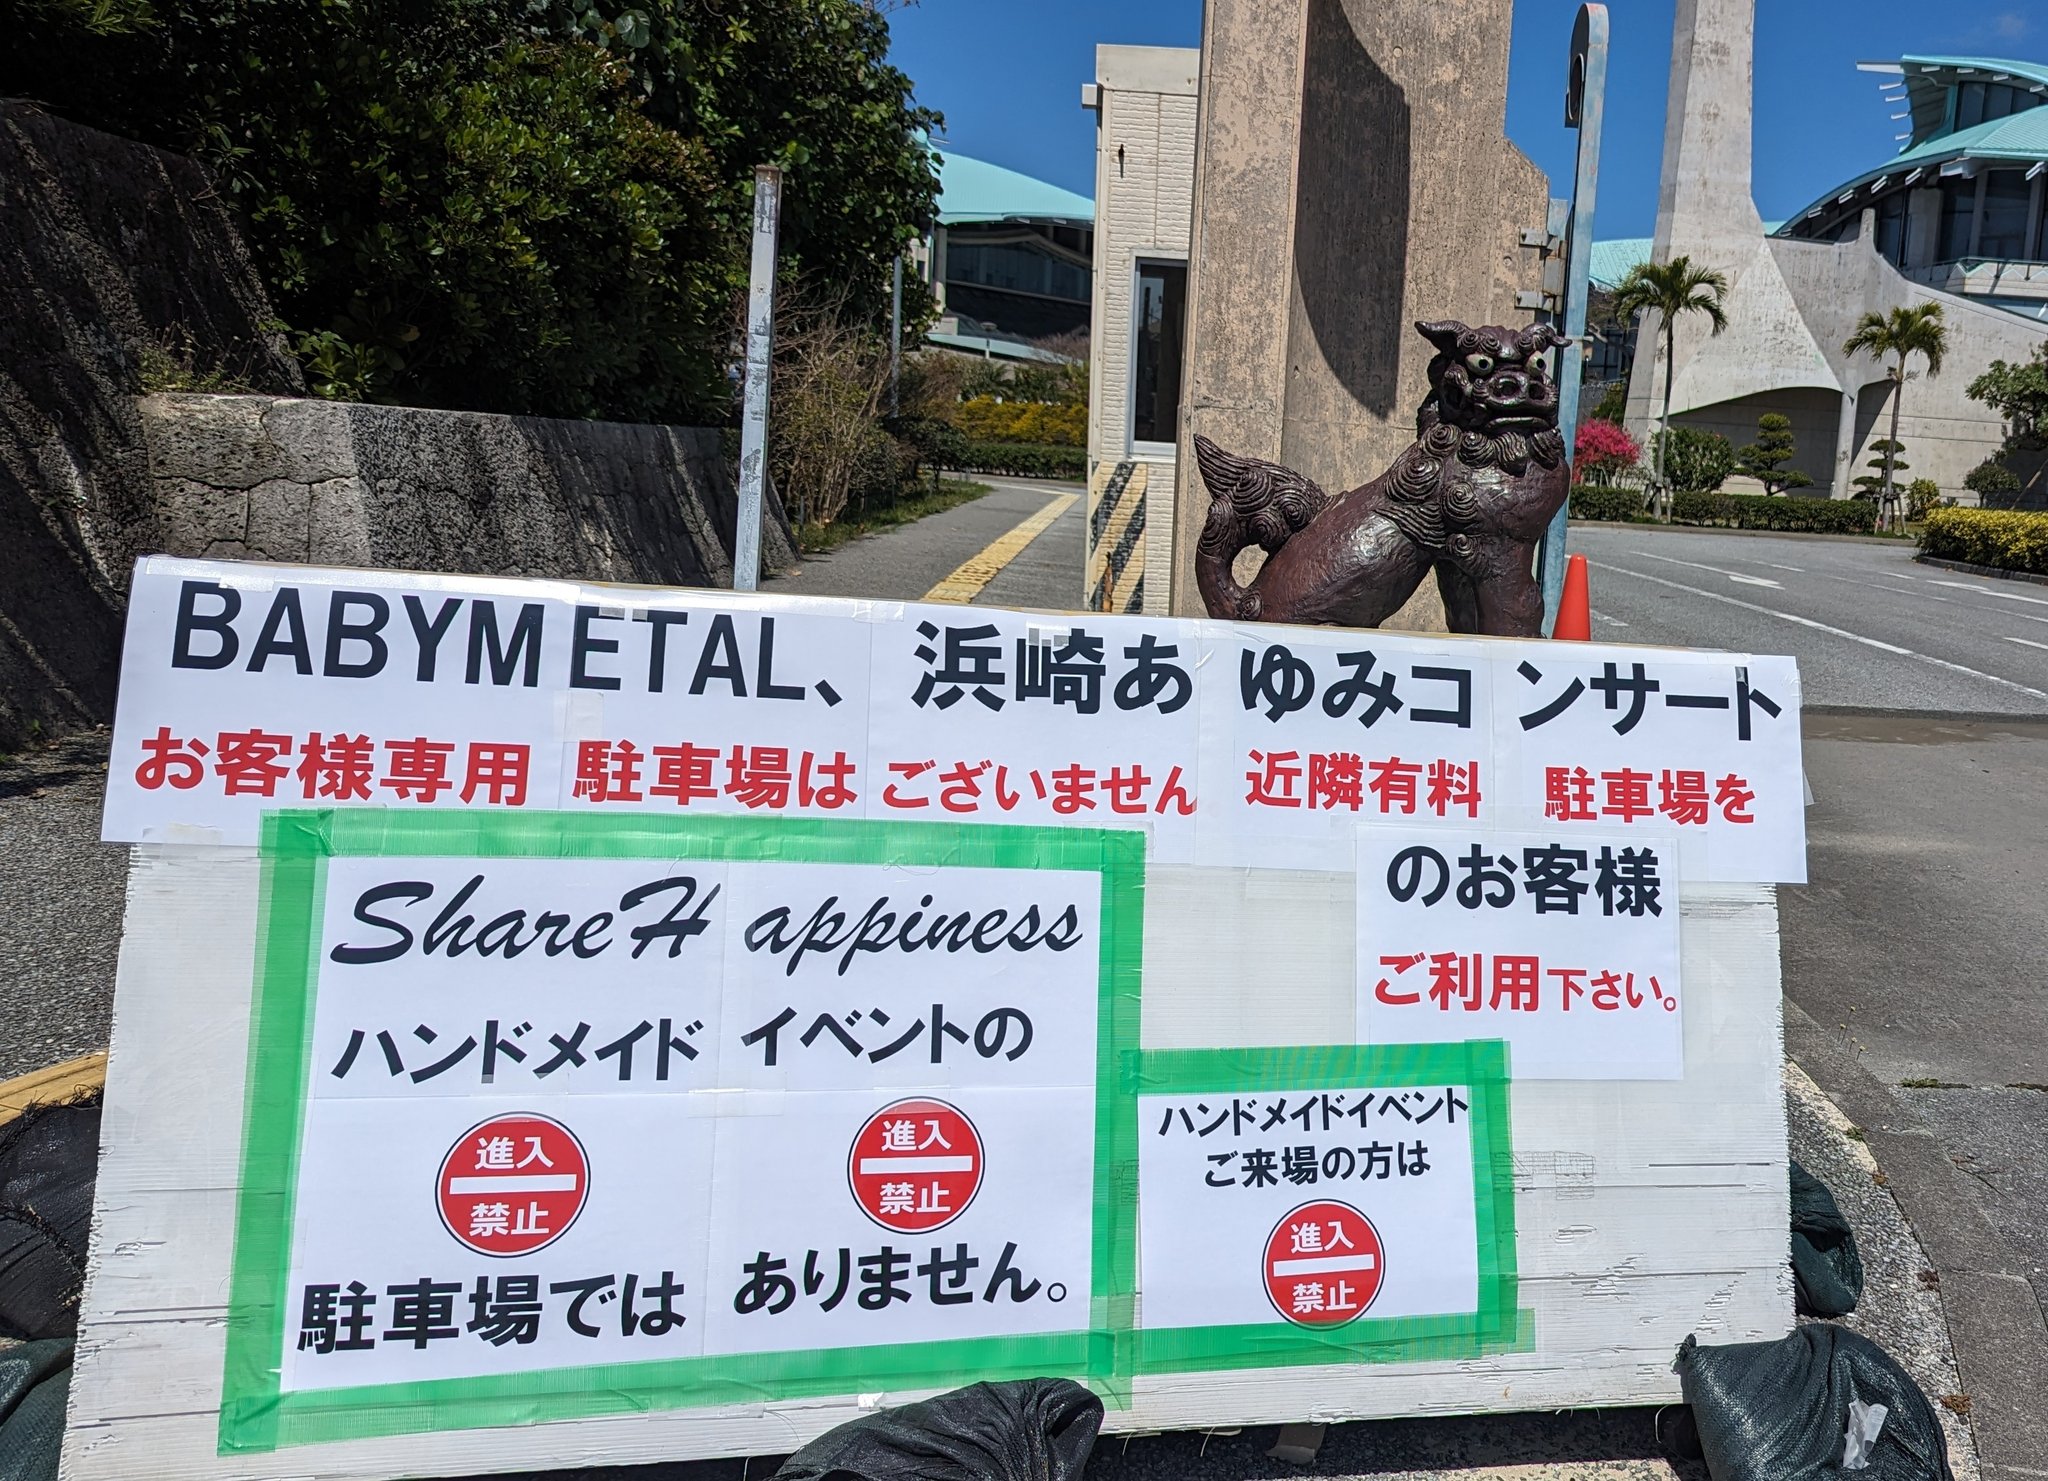 BABYMETAL、浜崎あゆみコンサート
お客様専用駐車場はございません近隣有料駐車場を
のお客様
ご利用下さい。
ShareHappiness
ハンドメイドイベントの
進入禁止
進入禁止
駐車場ではありません。
ハンドメイドイベント
ご来場の方は
進入禁止